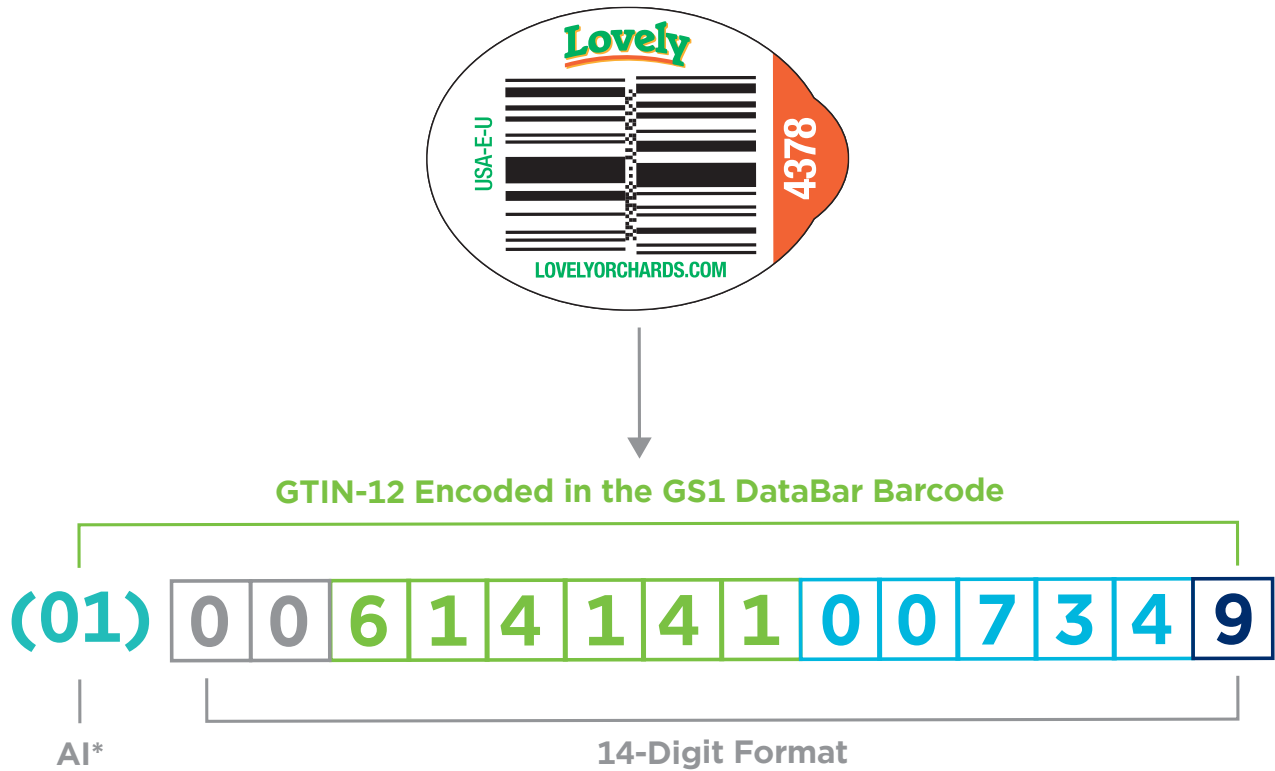 Lovely
USA-E-U
4378
LOVELYORCHARDS.COM
GTIN-12 Encoded in the GS1 DataBar Barcode
(01) 0 0 6 1 4 1 4 1 0 0 7 3 4 9
AI*
14-Digit Format